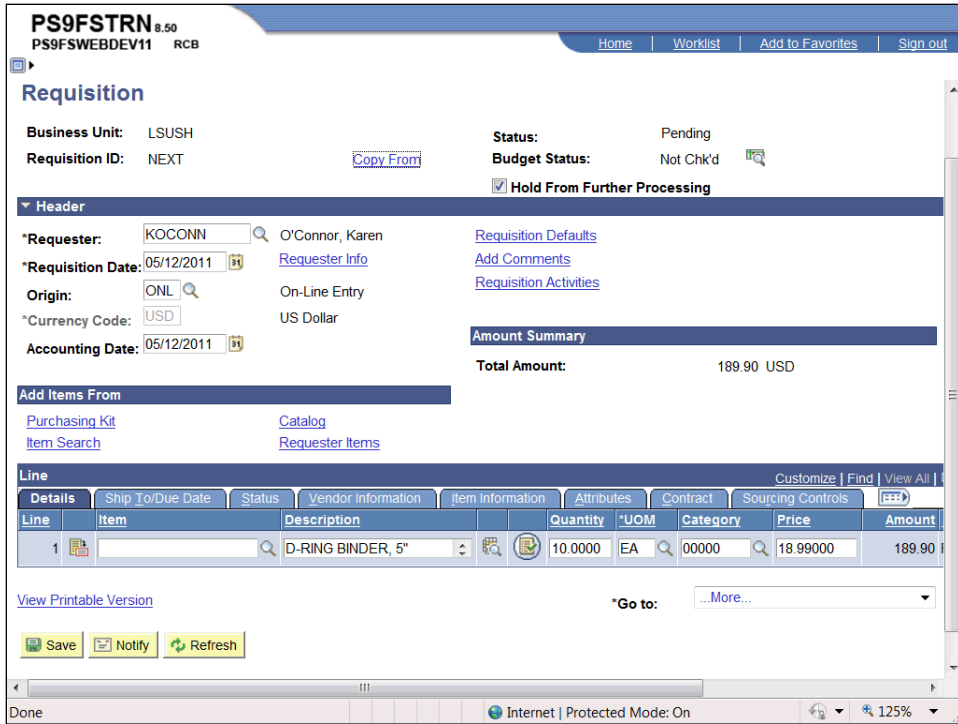 PS9FSTRN 8.50
PS9FSWEBDEV11 RCB
Home | Worklist | Add to Favorites | Sign out
Requisition
Business Unit: LSUSH Status: Pending
Requisition ID: NEXT Copy From Budget Status: Not Chk'd
Hold From Further Processing
Header
*Requester: KOCONN O'Connor, Karen Requisition Defaults
*Requisition Date: 05/12/2011 31 Requester Info Add Comments
Origin: ONL On-Line Entry Requisition Activities
*Currency Code: USD US Dollar
Accounting Date: 05/12/2011 31 Amount Summary
Total Amount: 189.90 USD
Add Items From
Purchasing Kit Catalog
Item Search Requester Items
Line Customize | Find | View All |
Details Ship To/Due Date Status Vendor Information Item Information Attributes Contract Sourcing Controls
Line Item Description Quantity *UOM Category Price Amount
1 D-RING BINDER, 5" 10.0000 EA 00000 18.99000 189.90
View Printable Version *Go to: ...More...
Save Notify Refresh
Done Internet | Protected Mode: On 125%